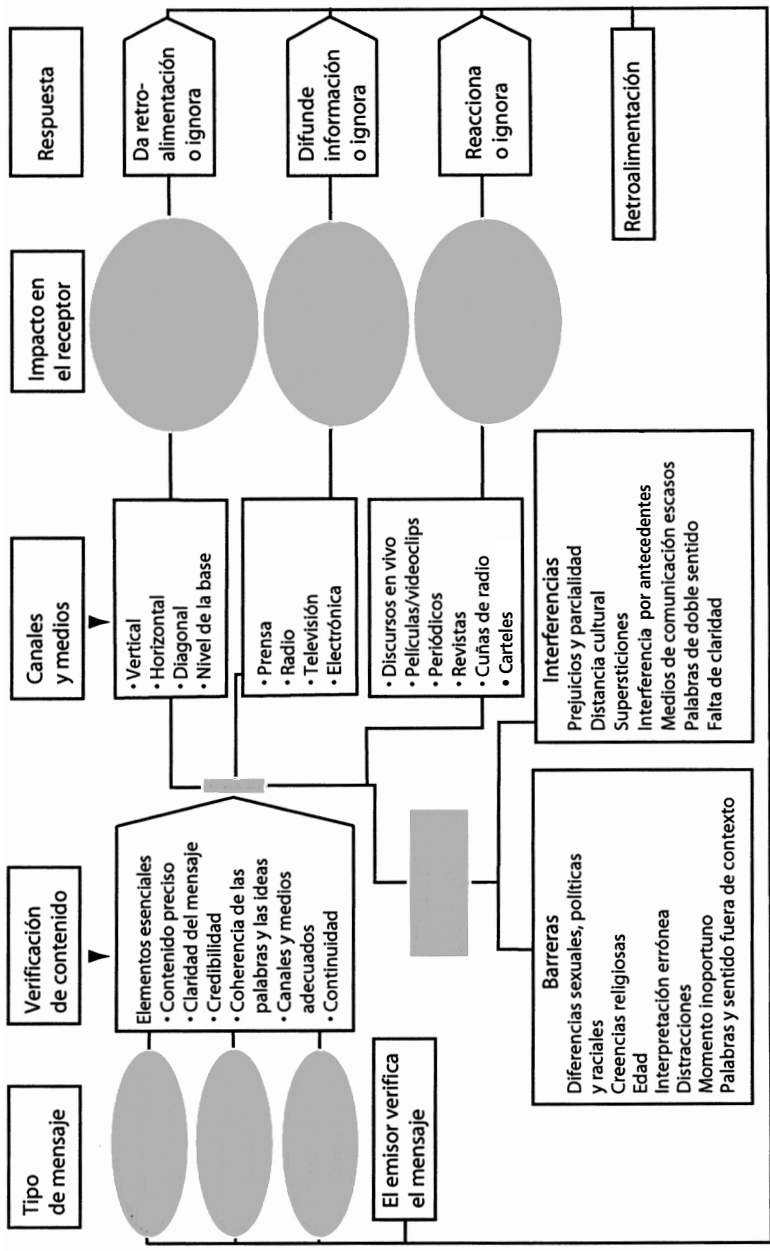 Tipo
de mensaje
Verificación
de contenido
Canales
y medios
Impacto en
el receptor
Respuesta
Elementos esenciales
• Contenido preciso
• Claridad del mensaje
• Credibilidad
• Coherencia de las
palabras y las ideas
• Canales y medios
adecuados
• Continuidad
• Vertical
• Horizontal
• Diagonal
• Nivel de la base
• Prensa
• Radio
• Televisión
• Electrónica
• Discursos en vivo
• Películas/videoclips
• Periódicos
• Revistas
• Cuñas de radio
• Carteles
Da retro-
alimentación
o ignora
Difunde
información
o ignora
Reacciona
o ignora
El emisor verifica
el mensaje
Barreras
Diferencias sexuales, políticas
y raciales
Creencias religiosas
Edad
Interpretación errónea
Distracciones
Momento inoportuno
Palabras y sentido fuera de contexto
Interferencias
Prejuicios y parcialidad
Distancia cultural
Supersticiones
Interferencia por antecedentes
Medios de comunicación escasos
Palabras de doble sentido
Falta de claridad
Retroalimentación